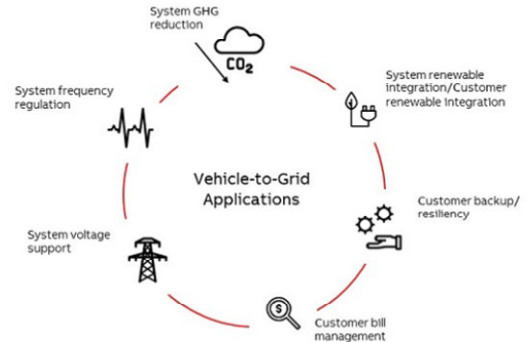 System GHG
reduction
CO₂
System renewable
integration/Customer
renewable integration
System frequency
regulation
Vehicle-to-Grid
Applications
Customer backup/
resiliency
System voltage
support
$
Customer bill
management